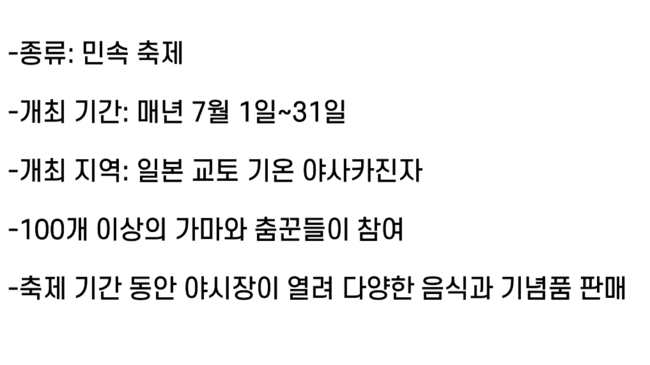 -종류: 민속 축제
-개최 기간: 매년 7월 1일~31일
-개최 지역: 일본 교토 기온 야사카진자
-100개 이상의 가마와 춤꾼들이 참여
-축제 기간 동안 야시장이 열려 다양한 음식과 기념품 판매